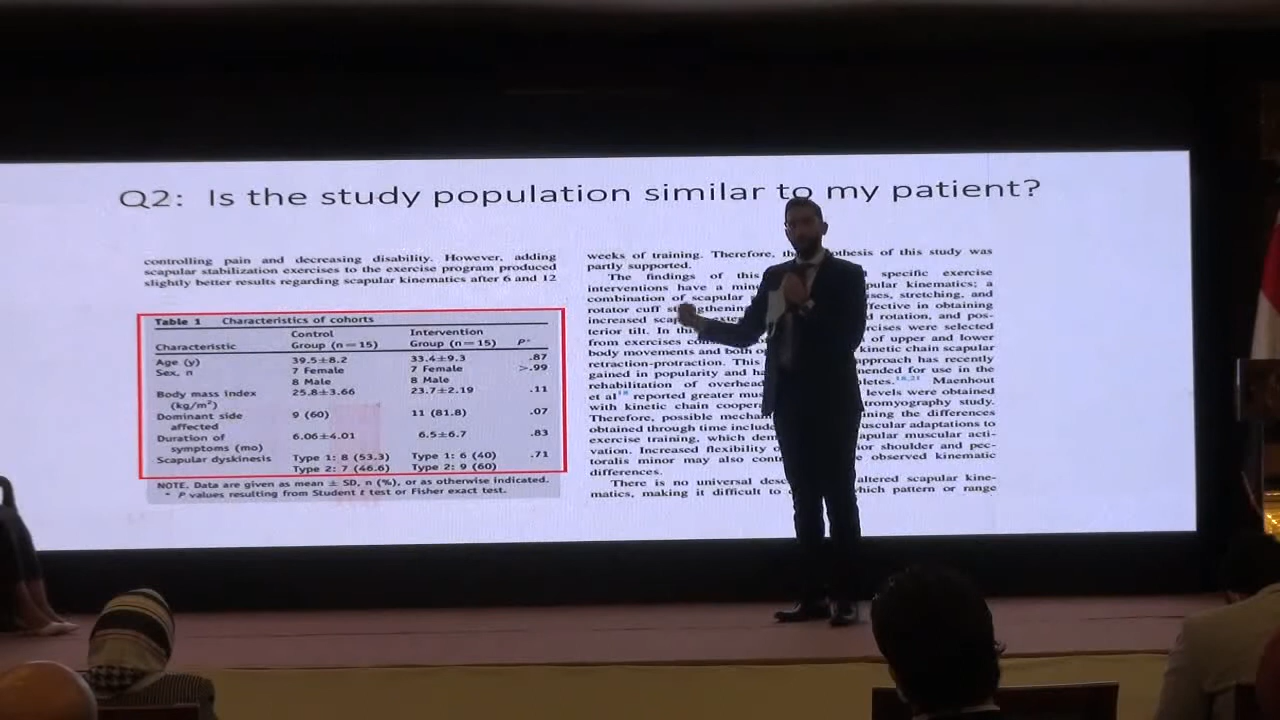 Q2: Is the study population similar to my patient?
controlling pain and decreasing disability. However, adding
scapular stabilization exercises to the exercise program produced
slightly better results regarding scapular kinematics after 6 and 12
Table 1 Characteristics of cohorts
Characteristic Control Group (n=15) Intervention Group (n=15) P*
Age (y) 39.5±8.2 33.4±9.3 .87
Sex, n 7 Female 7 Female >.99
8 Male 8 Male
Body mass index (kg/m²) 25.8±3.66 23.7±2.19 .11
Dominant side affected 9 (60) 11 (81.8) .07
Duration of symptoms (mo) 6.06±4.01 6.5±6.7 .83
Scapular dyskinesis Type 1: 8 (53.3) Type 1: 6 (40) .71
Type 2: 7 (46.6) Type 2: 9 (60)
NOTE. Data are given as mean ± SD, n (%), or as otherwise indicated.
* P values resulting from Student t test or Fisher exact test.
weeks of training. Therefore, of this study was
partly supported.
The findings of this specific exercise
interventions have a kinematics; a
combination of scapular stretching, and
rotator cuff in obtaining
increased rotation, and pos-
terior tilt. In were selected
from exercises of upper and lower
body movements and both kinetic chain scapular
retraction-protraction. This approach has recently
gained in popularity and for use in the
rehabilitation of overhead Maenhout
et al reported greater levels were obtained
with kinetic chain study.
Therefore, possible the differences
obtained through time adaptations to
exercise training, which muscular acti-
vation. Increased flexibility shoulder and pec-
toralis minor may also observed kinematic
differences.
There is no universal altered scapular kine-
matics, making it difficult to which pattern or range